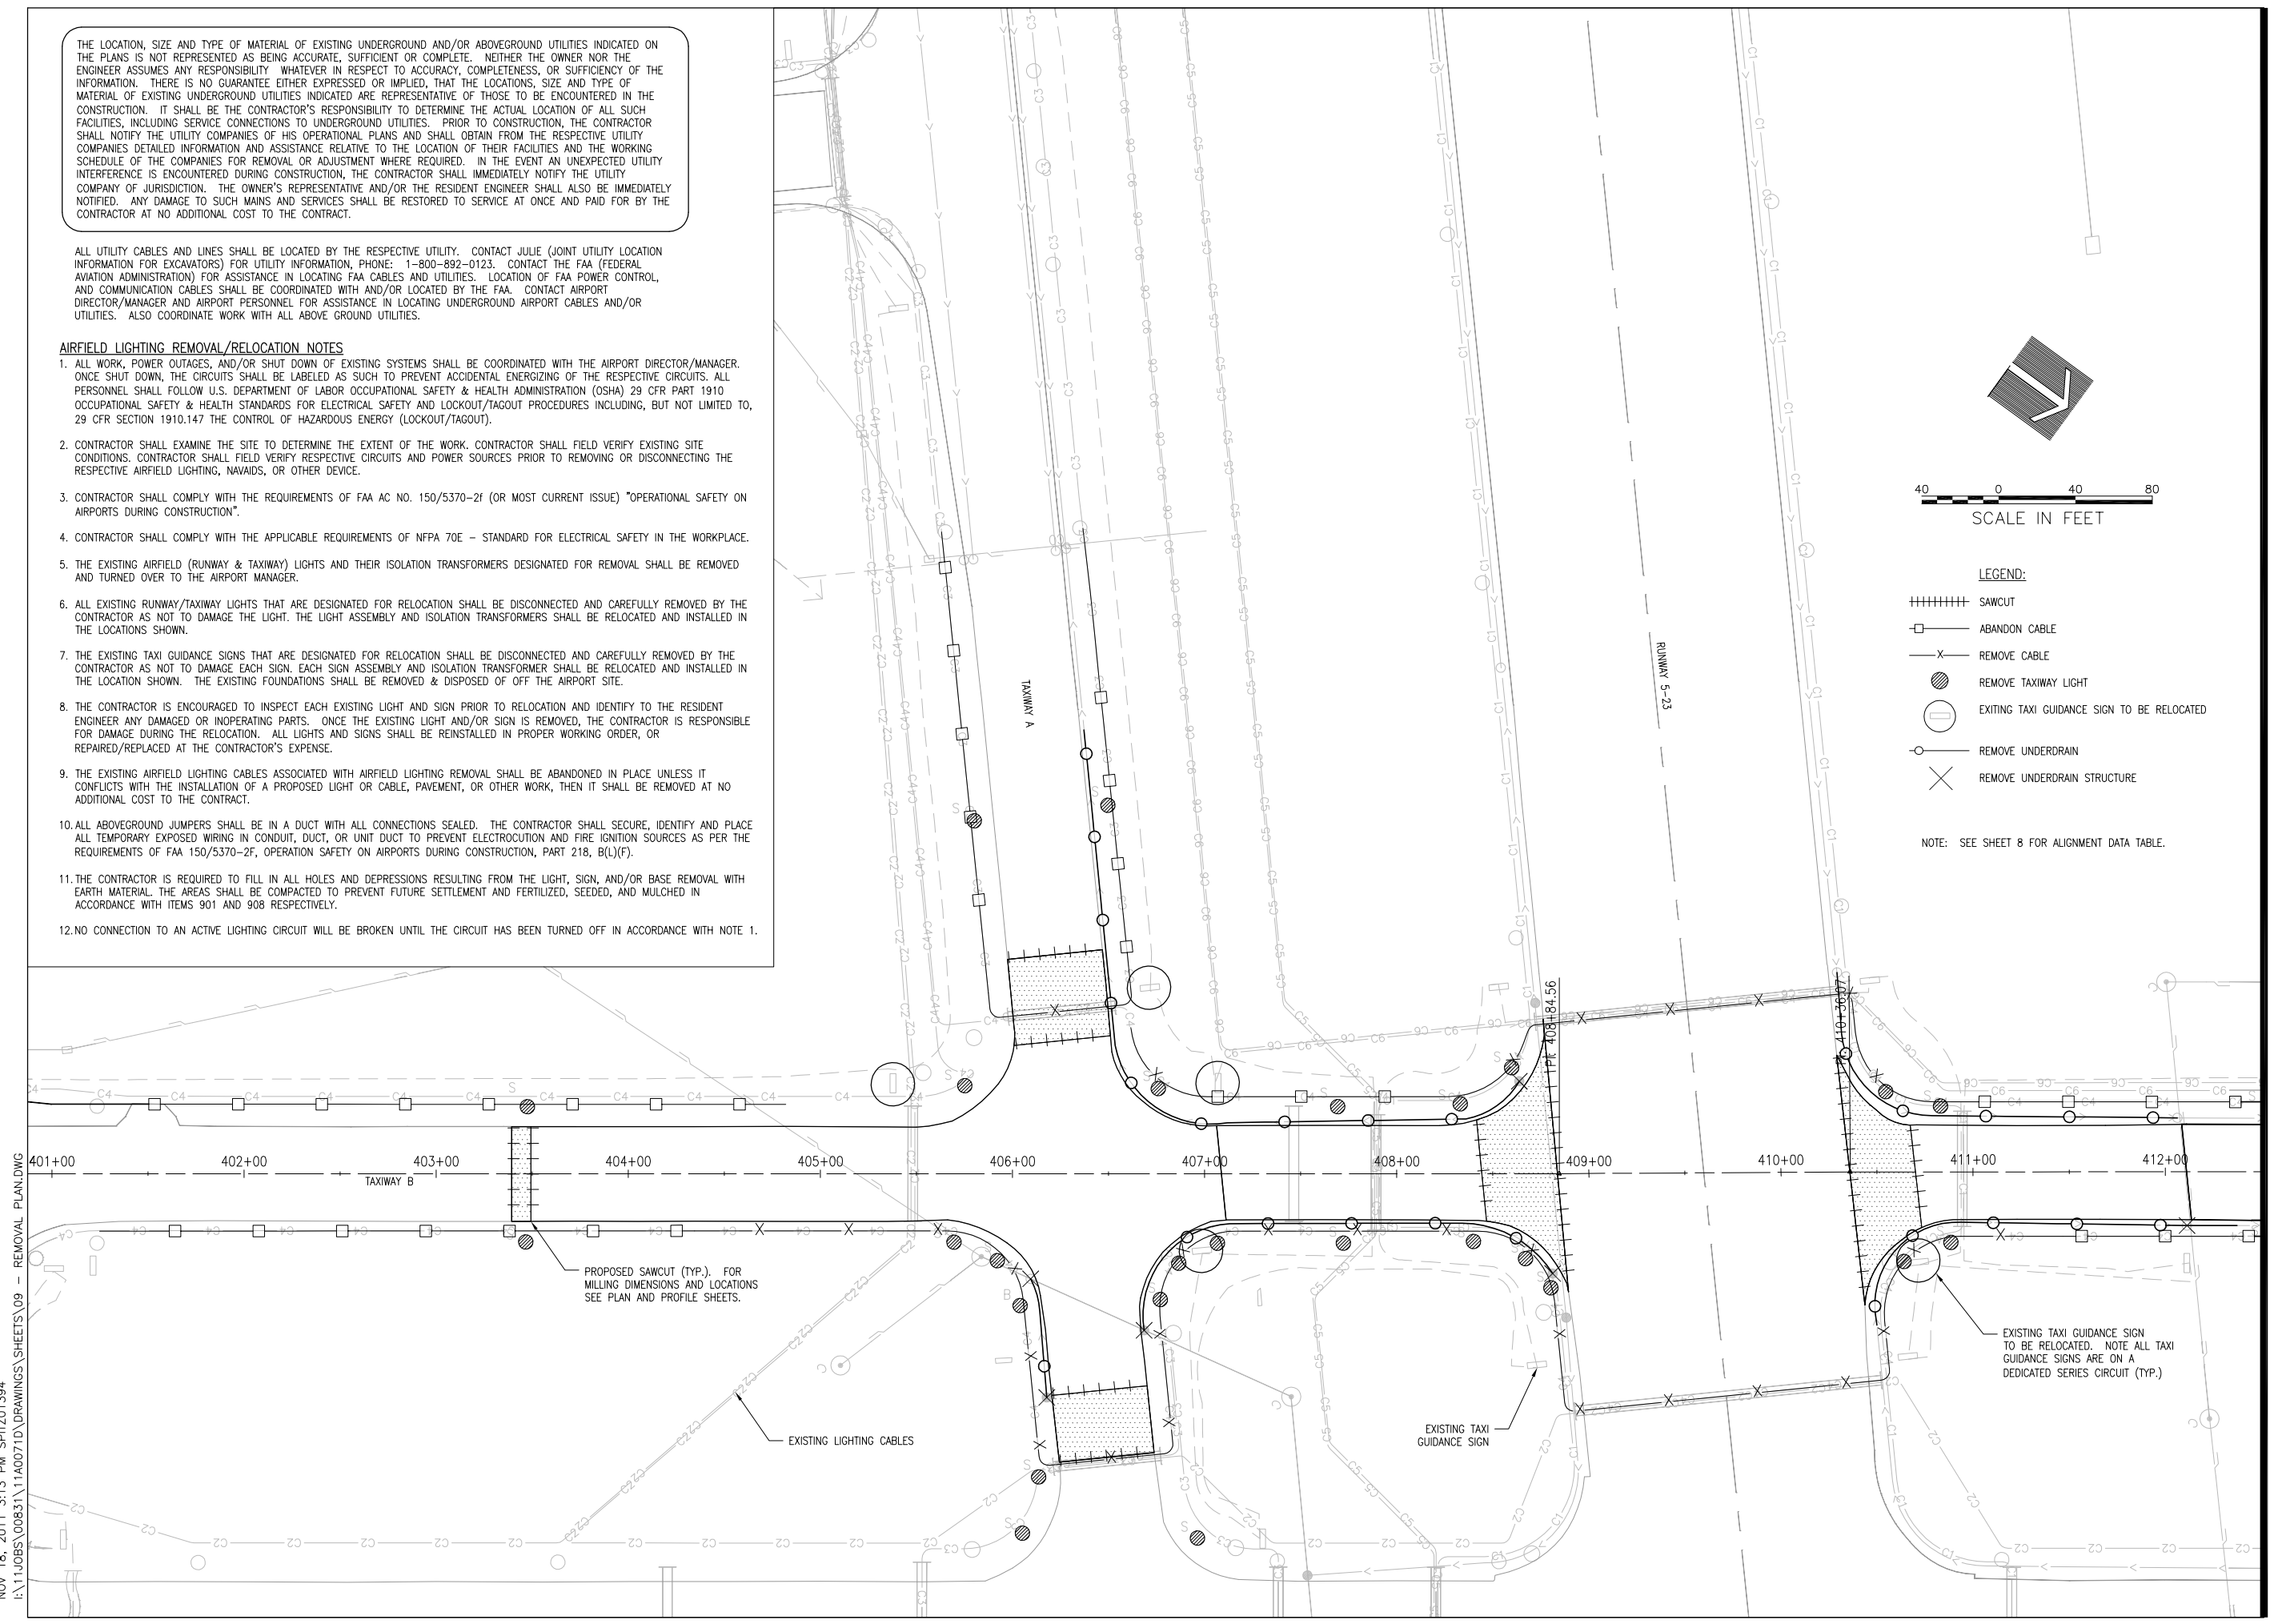 THE LOCATION, SIZE AND TYPE OF MATERIAL OF EXISTING UNDERGROUND AND/OR ABOVEGROUND UTILITIES INDICATED ON
THE PLANS IS NOT REPRESENTED AS BEING ACCURATE, SUFFICIENT OR COMPLETE. NEITHER THE OWNER NOR THE
ENGINEER ASSUMES ANY RESPONSIBILITY WHATEVER IN RESPECT TO ACCURACY, COMPLETENESS, OR SUFFICIENCY OF THE
INFORMATION. THERE IS NO GUARANTEE EITHER EXPRESSED OR IMPLIED, THAT THE LOCATIONS, SIZE AND TYPE OF
MATERIAL OF EXISTING UNDERGROUND UTILITIES INDICATED ARE REPRESENTATIVE OF THOSE TO BE ENCOUNTERED IN THE
CONSTRUCTION. IT SHALL BE THE CONTRACTOR'S RESPONSIBILITY TO DETERMINE THE ACTUAL LOCATION OF ALL SUCH
FACILITIES, INCLUDING SERVICE CONNECTIONS TO UNDERGROUND UTILITIES. PRIOR TO CONSTRUCTION, THE CONTRACTOR
SHALL NOTIFY THE UTILITY COMPANIES OF HIS OPERATIONAL PLANS AND SHALL OBTAIN FROM THE RESPECTIVE UTILITY
COMPANIES DETAILED INFORMATION AND ASSISTANCE RELATIVE TO THE LOCATION OF THEIR FACILITIES AND THE WORKING
SCHEDULE OF THE COMPANIES FOR REMOVAL OR ADJUSTMENT WHERE REQUIRED. IN THE EVENT AN UNEXPECTED UTILITY
INTERFERENCE IS ENCOUNTERED DURING CONSTRUCTION, THE CONTRACTOR SHALL IMMEDIATELY NOTIFY THE UTILITY
COMPANY OF JURISDICTION. THE OWNER'S REPRESENTATIVE AND/OR THE RESIDENT ENGINEER SHALL ALSO BE IMMEDIATELY
NOTIFIED. ANY DAMAGE TO SUCH MAINS AND SERVICES SHALL BE RESTORED TO SERVICE AT ONCE AND PAID FOR BY THE
CONTRACTOR AT NO ADDITIONAL COST TO THE CONTRACT.
ALL UTILITY CABLES AND LINES SHALL BE LOCATED BY THE RESPECTIVE UTILITY. CONTACT JULIE (JOINT UTILITY LOCATION
INFORMATION FOR EXCAVATORS) FOR UTILITY INFORMATION, PHONE: 1-800-892-0123. CONTACT THE FAA (FEDERAL
AVIATION ADMINISTRATION) FOR ASSISTANCE IN LOCATING FAA CABLES AND UTILITIES. LOCATION OF FAA POWER CONTROL,
AND COMMUNICATION CABLES SHALL BE COORDINATED WITH AND/OR LOCATED BY THE FAA. CONTACT AIRPORT
DIRECTOR/MANAGER AND AIRPORT PERSONNEL FOR ASSISTANCE IN LOCATING UNDERGROUND AIRPORT CABLES AND/OR
UTILITIES. ALSO COORDINATE WORK WITH ALL ABOVE GROUND UTILITIES.
AIRFIELD LIGHTING REMOVAL/RELOCATION NOTES
1. ALL WORK, POWER OUTAGES, AND/OR SHUT DOWN OF EXISTING SYSTEMS SHALL BE COORDINATED WITH THE AIRPORT DIRECTOR/MANAGER.
ONCE SHUT DOWN, THE CIRCUITS SHALL BE LABELED AS SUCH TO PREVENT ACCIDENTAL ENERGIZING OF THE RESPECTIVE CIRCUITS. ALL
PERSONNEL SHALL FOLLOW U.S. DEPARTMENT OF LABOR OCCUPATIONAL SAFETY & HEALTH ADMINISTRATION (OSHA) 29 CFR PART 1910
OCCUPATIONAL SAFETY & HEALTH STANDARDS FOR ELECTRICAL SAFETY AND LOCKOUT/TAGOUT PROCEDURES INCLUDING, BUT NOT LIMITED TO,
29 CFR SECTION 1910.147 THE CONTROL OF HAZARDOUS ENERGY (LOCKOUT/TAGOUT).
2. CONTRACTOR SHALL EXAMINE THE SITE TO DETERMINE THE EXTENT OF THE WORK. CONTRACTOR SHALL FIELD VERIFY EXISTING SITE
CONDITIONS. CONTRACTOR SHALL FIELD VERIFY RESPECTIVE CIRCUITS AND POWER SOURCES PRIOR TO REMOVING OR DISCONNECTING THE
RESPECTIVE AIRFIELD LIGHTING, NAVAIDS, OR OTHER DEVICE.
3. CONTRACTOR SHALL COMPLY WITH THE REQUIREMENTS OF FAA AC NO. 150/5370-2f (OR MOST CURRENT ISSUE) "OPERATIONAL SAFETY ON
AIRPORTS DURING CONSTRUCTION".
4. CONTRACTOR SHALL COMPLY WITH THE APPLICABLE REQUIREMENTS OF NFPA 70E – STANDARD FOR ELECTRICAL SAFETY IN THE WORKPLACE.
5. THE EXISTING AIRFIELD (RUNWAY & TAXIWAY) LIGHTS AND THEIR ISOLATION TRANSFORMERS DESIGNATED FOR REMOVAL SHALL BE REMOVED
AND TURNED OVER TO THE AIRPORT MANAGER.
6. ALL EXISTING RUNWAY/TAXIWAY LIGHTS THAT ARE DESIGNATED FOR RELOCATION SHALL BE DISCONNECTED AND CAREFULLY REMOVED BY THE
CONTRACTOR AS NOT TO DAMAGE THE LIGHT. THE LIGHT ASSEMBLY AND ISOLATION TRANSFORMERS SHALL BE RELOCATED AND INSTALLED IN
THE LOCATIONS SHOWN.
7. THE EXISTING TAXI GUIDANCE SIGNS THAT ARE DESIGNATED FOR RELOCATION SHALL BE DISCONNECTED AND CAREFULLY REMOVED BY THE
CONTRACTOR AS NOT TO DAMAGE EACH SIGN. EACH SIGN ASSEMBLY AND ISOLATION TRANSFORMER SHALL BE RELOCATED AND INSTALLED IN
THE LOCATION SHOWN. THE EXISTING FOUNDATIONS SHALL BE REMOVED & DISPOSED OF OFF THE AIRPORT SITE.
8. THE CONTRACTOR IS ENCOURAGED TO INSPECT EACH EXISTING LIGHT AND SIGN PRIOR TO RELOCATION AND IDENTIFY TO THE RESIDENT
ENGINEER ANY DAMAGED OR INOPERATING PARTS. ONCE THE EXISTING LIGHT AND/OR SIGN IS REMOVED, THE CONTRACTOR IS RESPONSIBLE
FOR DAMAGE DURING THE RELOCATION. ALL LIGHTS AND SIGNS SHALL BE REINSTALLED IN PROPER WORKING ORDER, OR
REPAIRED/REPLACED AT THE CONTRACTOR'S EXPENSE.
9. THE EXISTING AIRFIELD LIGHTING CABLES ASSOCIATED WITH AIRFIELD LIGHTING REMOVAL SHALL BE ABANDONED IN PLACE UNLESS IT
CONFLICTS WITH THE INSTALLATION OF A PROPOSED LIGHT OR CABLE, PAVEMENT, OR OTHER WORK, THEN IT SHALL BE REMOVED AT NO
ADDITIONAL COST TO THE CONTRACT.
10. ALL ABOVEGROUND JUMPERS SHALL BE IN A DUCT WITH ALL CONNECTIONS SEALED. THE CONTRACTOR SHALL SECURE, IDENTIFY AND PLACE
ALL TEMPORARY EXPOSED WIRING IN CONDUIT, DUCT, OR UNIT DUCT TO PREVENT ELECTROCUTION AND FIRE IGNITION SOURCES AS PER THE
REQUIREMENTS OF FAA 150/5370-2F, OPERATION SAFETY ON AIRPORTS DURING CONSTRUCTION, PART 218, B(L)(F).
11. THE CONTRACTOR IS REQUIRED TO FILL IN ALL HOLES AND DEPRESSIONS RESULTING FROM THE LIGHT, SIGN, AND/OR BASE REMOVAL WITH
EARTH MATERIAL. THE AREAS SHALL BE COMPACTED TO PREVENT FUTURE SETTLEMENT AND FERTILIZED, SEEDED, AND MULCHED IN
ACCORDANCE WITH ITEMS 901 AND 908 RESPECTIVELY.
12. NO CONNECTION TO AN ACTIVE LIGHTING CIRCUIT WILL BE BROKEN UNTIL THE CIRCUIT HAS BEEN TURNED OFF IN ACCORDANCE WITH NOTE 1.
40 0 40 80
SCALE IN FEET
LEGEND:
SAWCUT
ABANDON CABLE
REMOVE CABLE
REMOVE TAXIWAY LIGHT
EXITING TAXI GUIDANCE SIGN TO BE RELOCATED
REMOVE UNDERDRAIN
REMOVE UNDERDRAIN STRUCTURE
NOTE: SEE SHEET 8 FOR ALIGNMENT DATA TABLE.
TAXIWAY A
RUNWAY 5-23
408+84.56
410+36.07
401+00 402+00 403+00 404+00 405+00 406+00 407+00 408+00 409+00 410+00 411+00 412+00
TAXIWAY B
PROPOSED SAWCUT (TYP.). FOR
MILLING DIMENSIONS AND LOCATIONS
SEE PLAN AND PROFILE SHEETS.
EXISTING LIGHTING CABLES
EXISTING TAXI
GUIDANCE SIGN
EXISTING TAXI GUIDANCE SIGN
TO BE RELOCATED. NOTE ALL TAXI
GUIDANCE SIGNS ARE ON A
DEDICATED SERIES CIRCUIT (TYP.)
I:\11JOBS\00831\11A0071D\DRAWINGS\SHEETS\09 - REMOVAL PLAN.DWG